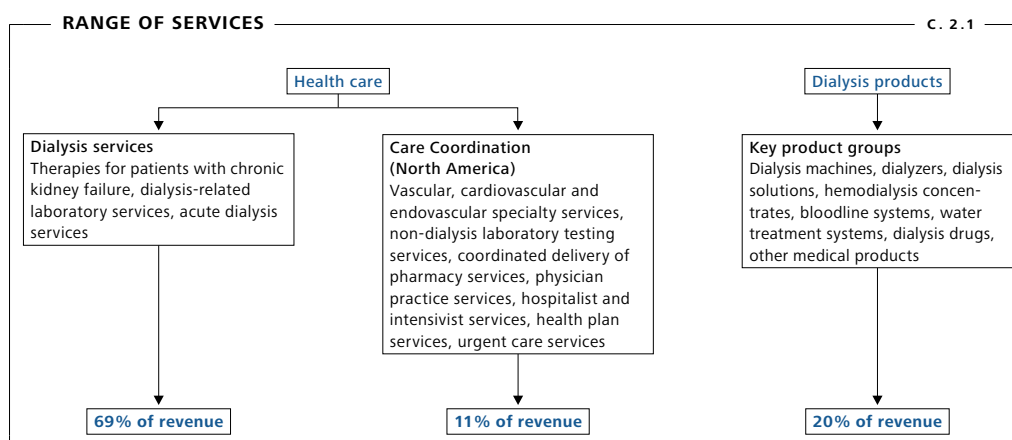 RANGE OF SERVICES
C. 2.1
Health care
Dialysis products
Dialysis services
Therapies for patients with chronic
kidney failure, dialysis-related
laboratory services, acute dialysis
services
Care Coordination
(North America)
Vascular, cardiovascular and
endovascular specialty services,
non-dialysis laboratory testing
services, coordinated delivery of
pharmacy services, physician
practice services, hospitalist and
intensivist services, health plan
services, urgent care services
Key product groups
Dialysis machines, dialyzers, dialysis
solutions, hemodialysis concen-
trates, bloodline systems, water
treatment systems, dialysis drugs,
other medical products
69% of revenue
11% of revenue
20% of revenue